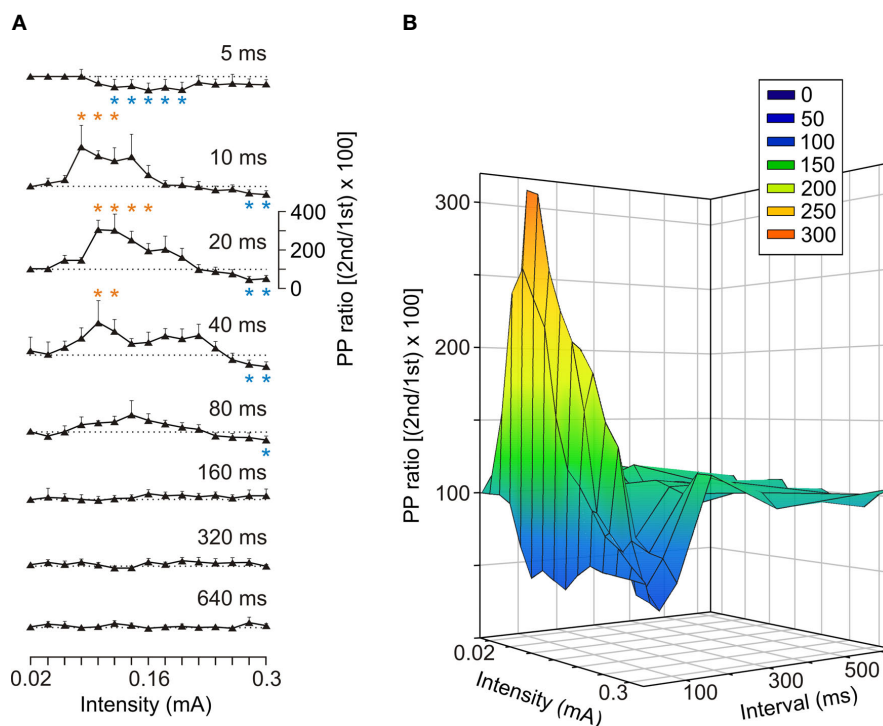 A
5 ms
* * * * *
* * *
10 ms
* *
* * * *
20 ms
* *
400
200
0
PP ratio [(2nd/1st) x 100]
* *
40 ms
* *
80 ms
*
160 ms
320 ms
640 ms
0.02
0.16
0.3
Intensity (mA)
B
0
50
100
150
200
250
300
300
200
100
0
PP ratio [(2nd/1st) x 100]
0.02
0.3
Intensity (mA)
100
300
500
Interval (ms)